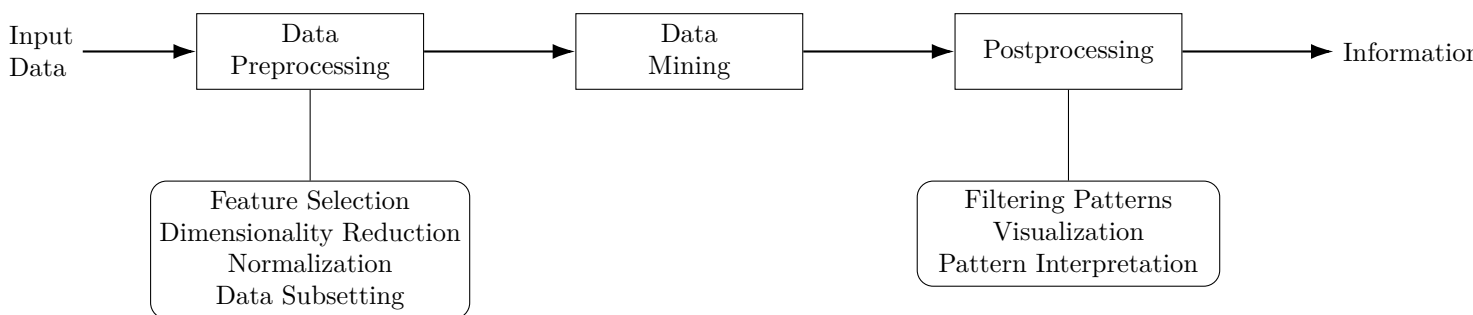 Input
Data
Data
Preprocessing
Data
Mining
Postprocessing
Information
Feature Selection
Dimensionality Reduction
Normalization
Data Subsetting
Filtering Patterns
Visualization
Pattern Interpretation